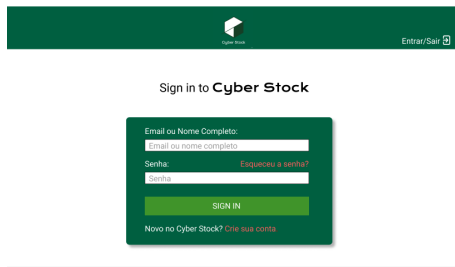 Cyber Stock
Entrar/Sair
Sign in to Cyber Stock
Email ou Nome Completo:
Email ou nome completo
Senha: Esqueceu a senha?
Senha
SIGN IN
Novo no Cyber Stock? Crie sua conta